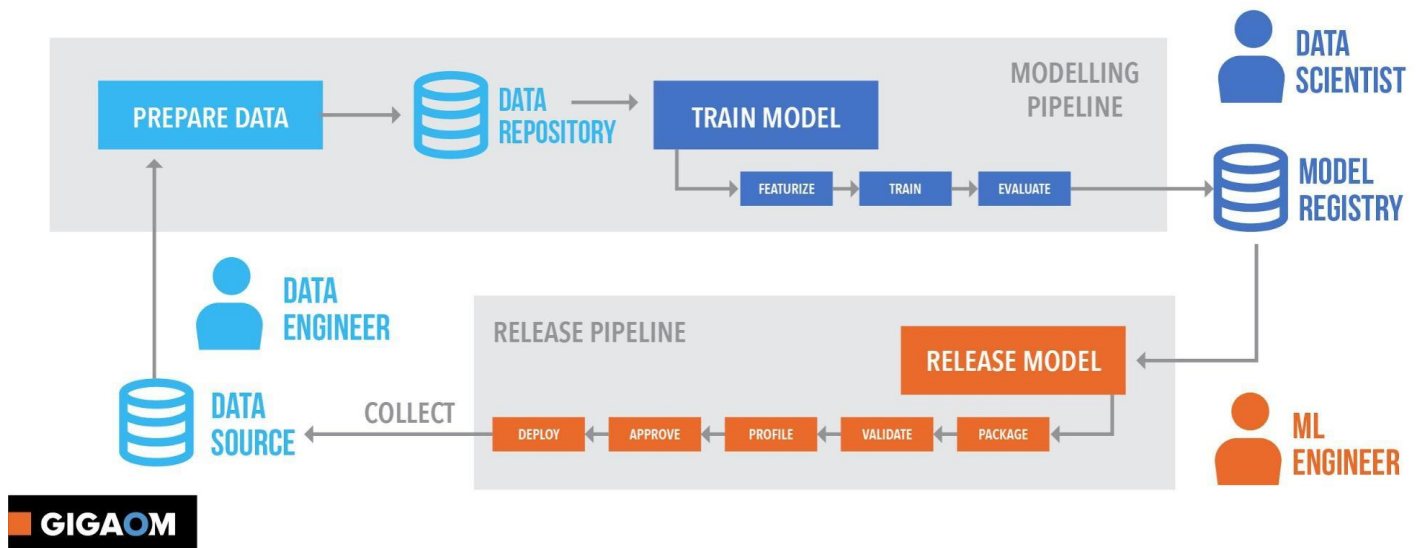 PREPARE DATA
DATA
REPOSITORY
TRAIN MODEL
MODELLING
PIPELINE
DATA
SCIENTIST
FEATURIZE
TRAIN
EVALUATE
MODEL
REGISTRY
DATA
ENGINEER
RELEASE PIPELINE
RELEASE MODEL
DATA
SOURCE
COLLECT
DEPLOY
APPROVE
PROFILE
VALIDATE
PACKAGE
ML
ENGINEER
GIGAOM